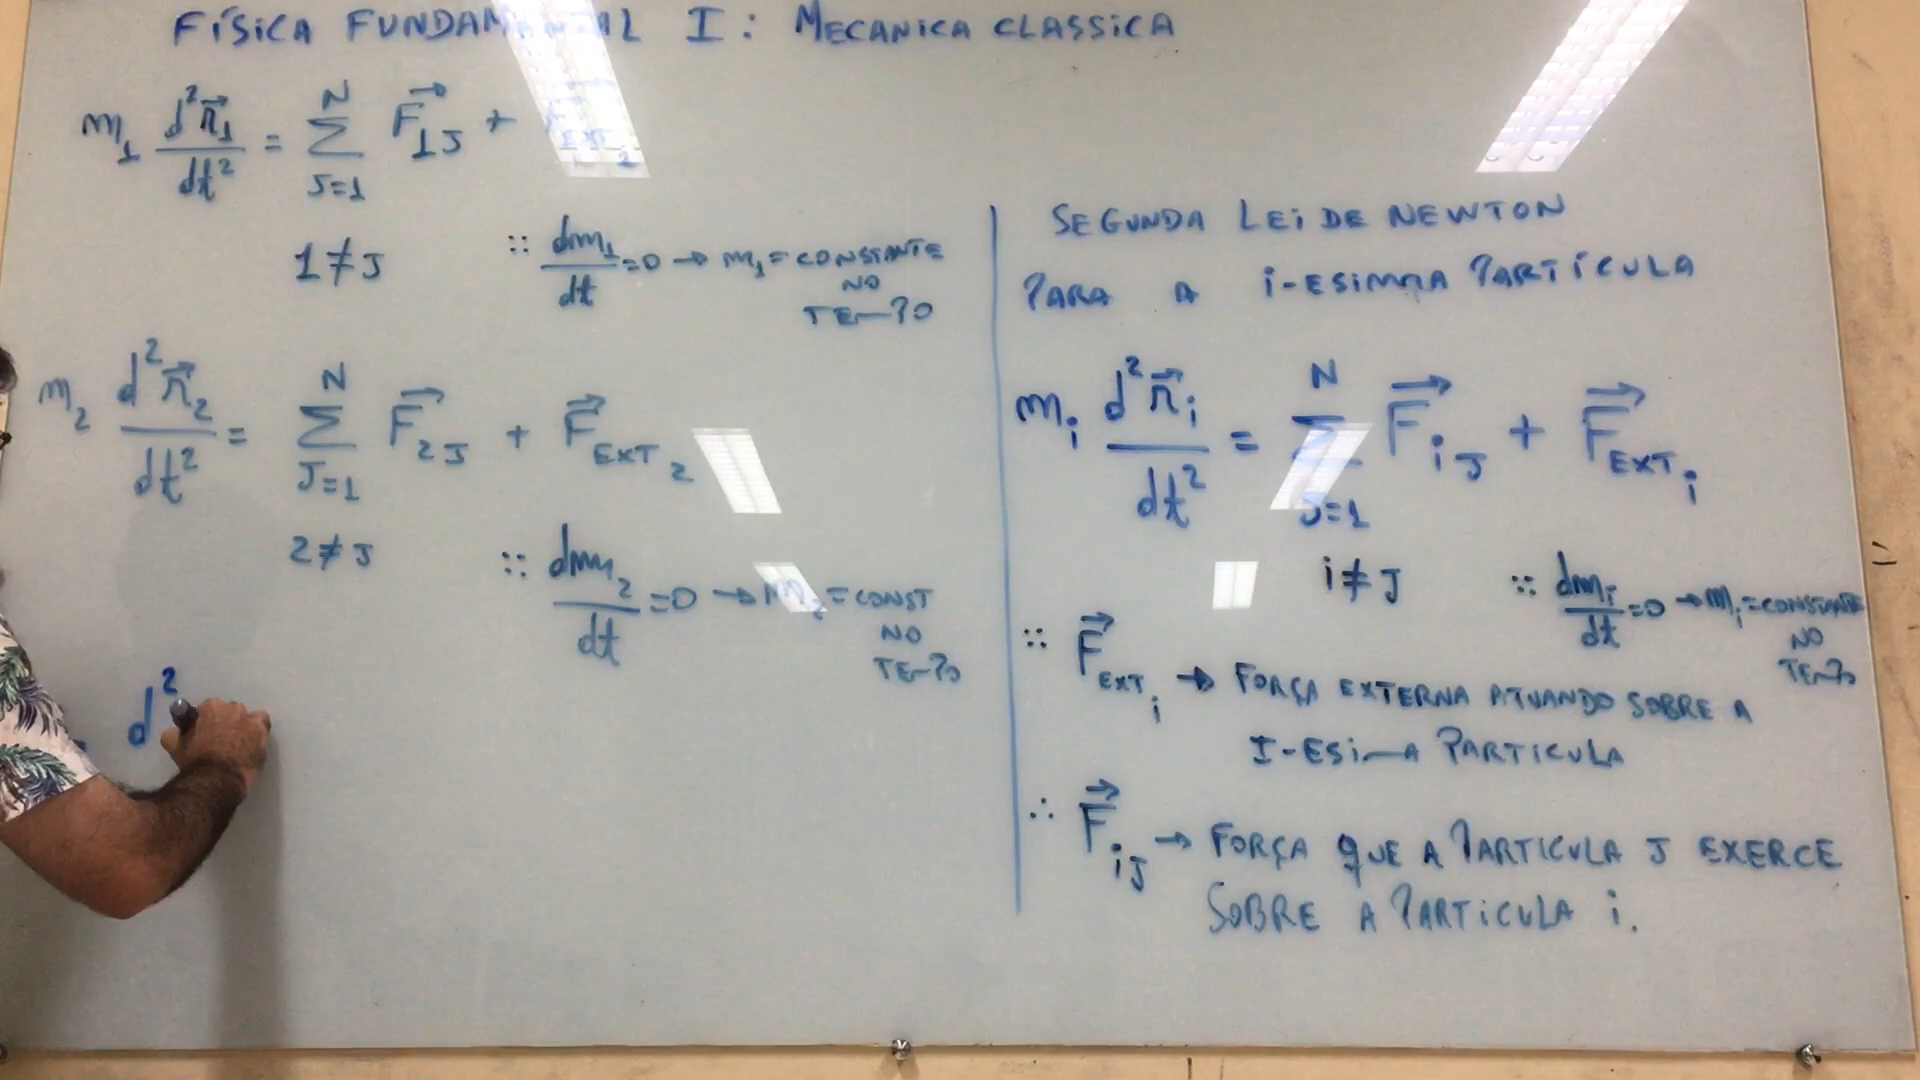 FÍSICA FUNDAMENTAL I: MECANICA CLASSICA
m₁ d²r⃗₁/dt² = Σ_{J=1}^{N} F⃗₁J + F⃗EXT₁
1≠J :: dm₁/dt=0 → m₁=CONSTANTE
NO
TEMPO
m₂ d²r⃗₂/dt² = Σ_{J=1}^{N} F⃗₂J + F⃗EXT₂
2≠J :: dm₂/dt=0 → m₂=CONST
NO
TEMPO
d²
SEGUNDA LEI DE NEWTON
PARA A i-ESIMA PARTÍCULA
mᵢ d²r⃗ᵢ/dt² = Σ_{J=1}^{N} F⃗ᵢJ + F⃗EXTᵢ
i≠J :: dmᵢ/dt=0 → mᵢ=CONSTANTE
NO
TEMPO
:: F⃗EXTᵢ → FORÇA EXTERNA ATUANDO SOBRE A
I-ESIMA PARTICULA
∴ F⃗ᵢJ → FORÇA QUE A PARTICULA J EXERCE
SOBRE A PARTICULA i.